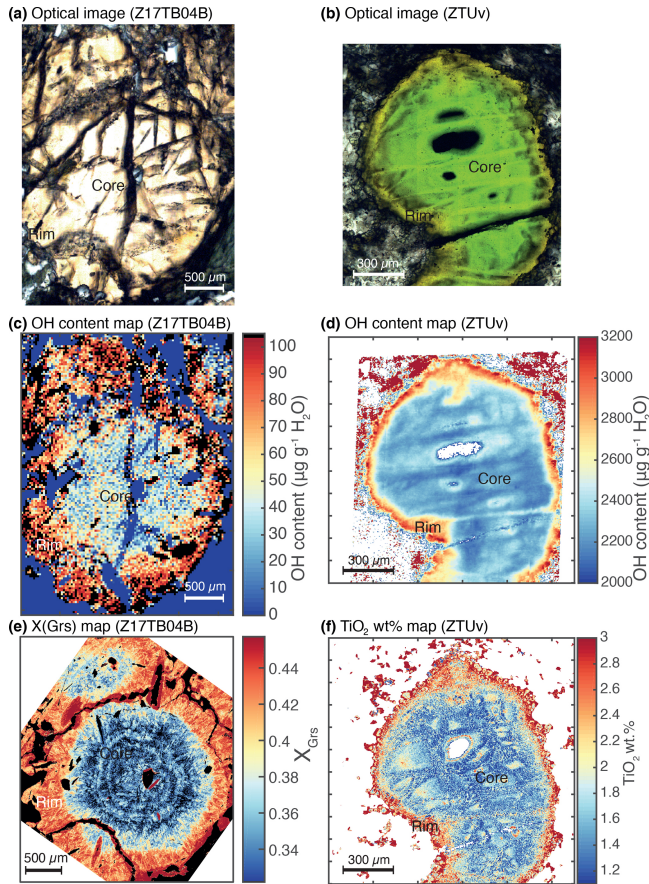 (a) Optical image (Z17TB04B)
Core
Rim
500 µm
(b) Optical image (ZTUv)
Core
Rim
300 µm
(c) OH content map (Z17TB04B)
Core
Rim
500 µm
100
90
80
70
60
50
40
30
20
10
0
OH content (µg g⁻¹ H₂O)
(d) OH content map (ZTUv)
Core
Rim
300 µm
3200
3000
2800
2600
2400
2200
2000
OH content (µg g⁻¹ H₂O)
(e) X(Grs) map (Z17TB04B)
Rim
500 µm
0.44
0.42
0.40
0.38
0.36
0.34
X_Grs
(f) TiO₂ wt% map (ZTUv)
Core
Rim
300 µm
3
2.8
2.6
2.4
2.2
2
1.8
1.6
1.4
1.2
TiO₂ wt.%